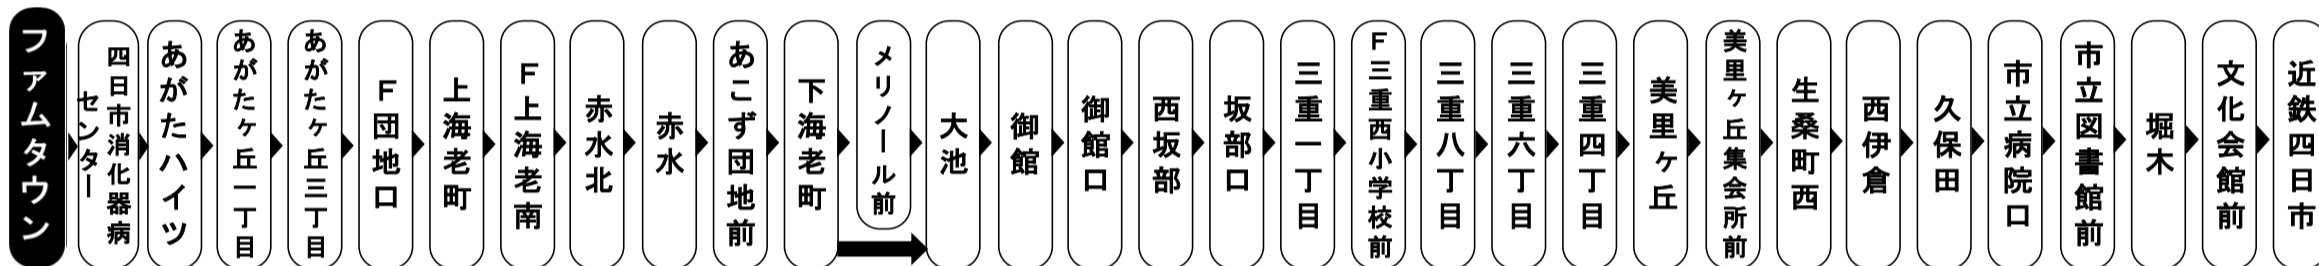 ファムタウン
四日市消化器病
センター
あがたハイツ
あがたヶ丘一丁目
あがたヶ丘三丁目
F団地口
上海老町
F上海老南
赤水北
赤水
あこず団地前
下海老町
メリノール前
大池
御館
御館口
西坂部
坂部口
三重一丁目
F三重西小学校前
三重八丁目
三重六丁目
三重四丁目
美里ヶ丘
美里ヶ丘集会所前
生桑町西
西伊倉
久保田
市立病院口
市立図書館前
堀木
文化会館前
近鉄四日市